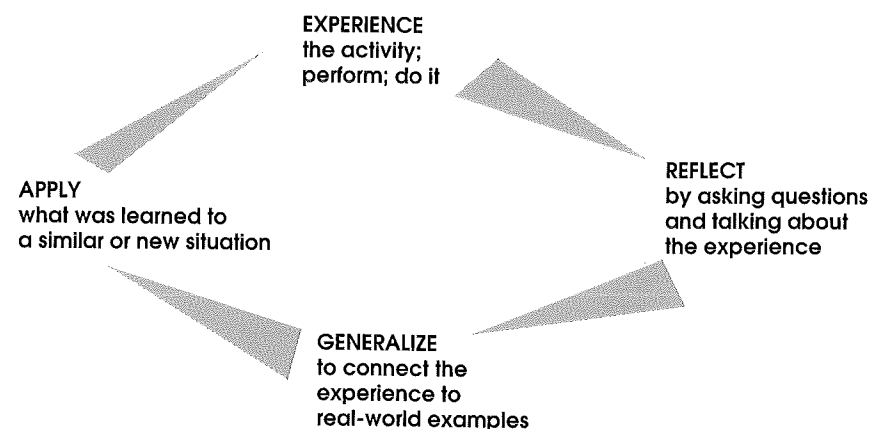 EXPERIENCE
the activity;
perform; do it
REFLECT
by asking questions
and talking about
the experience
GENERALIZE
to connect the
experience to
real-world examples
APPLY
what was learned to
a similar or new situation